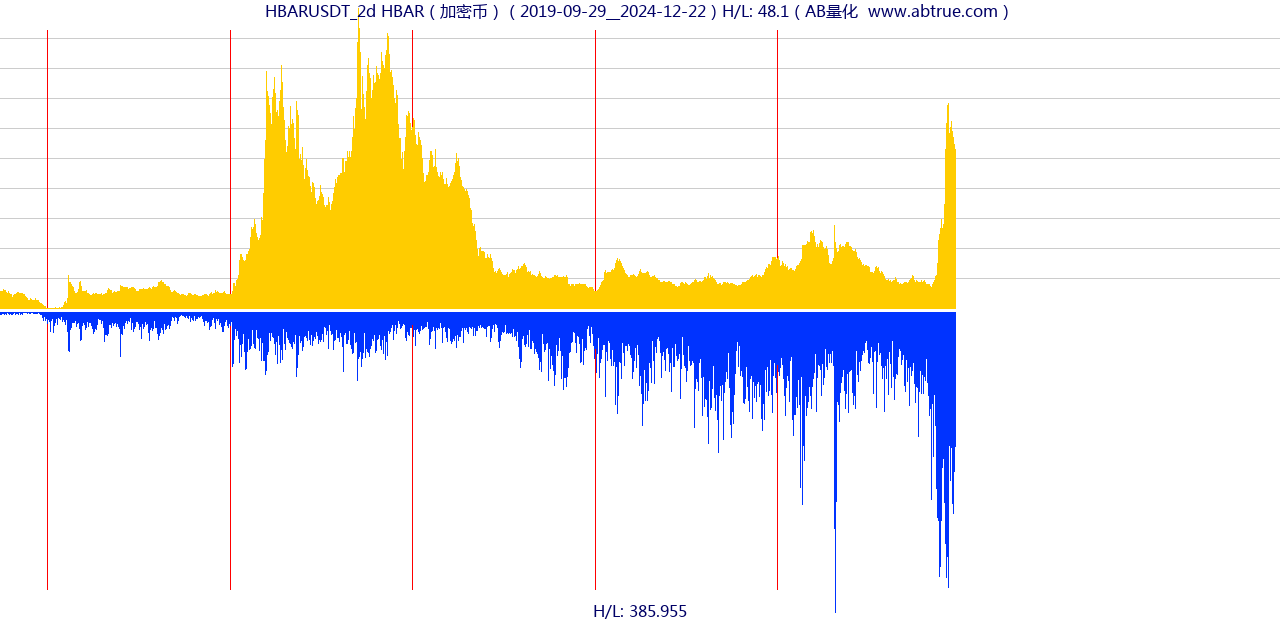 HBARUSDT_2d HBAR ( 加密币 ) ( 2019-09-29__2024-12-22 ) H/L: 48.1 ( AB量化  www.abtrue.com )
H/L: 385.955